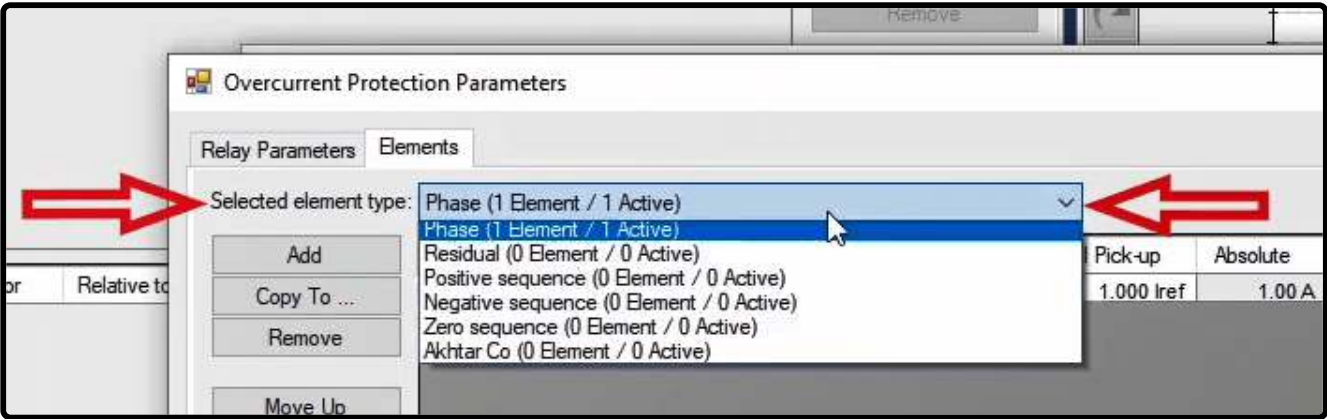 Remove
Overcurrent Protection Parameters
Relay Parameters Elements
Selected element type: Phase (1 Element / 1 Active)
Phase (1 Element / 1 Active)
Residual (0 Element / 0 Active)
Positive sequence (0 Element / 0 Active)
Negative sequence (0 Element / 0 Active)
Zero sequence (0 Element / 0 Active)
Akhtar Co (0 Element / 0 Active)
Add
Copy To ...
Remove
Move Up
or Relative to
Pick-up Absolute
1.000 Iref 1.00 A